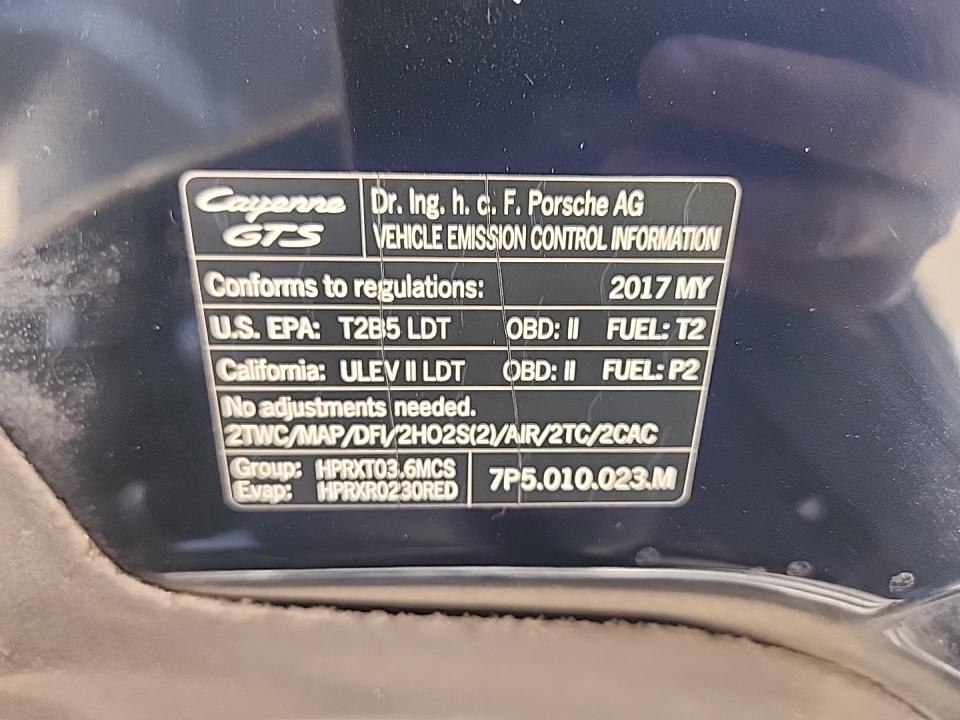 Cayenne GTS
Dr. Ing. h. c. F. Porsche AG
VEHICLE EMISSION CONTROL INFORMATION
Conforms to regulations: 2017 MY
U.S. EPA: T2B5 LDT OBD: II FUEL: T2
California: ULEV II LDT OBD: II FUEL: P2
No adjustments needed.
2TWC/MAP/DFI/2HO2S(2)/AIR/2TC/2CAC
Group: HPRXT03.6MCS
Evap: HPRXR0230RED
7P5.010.023.M